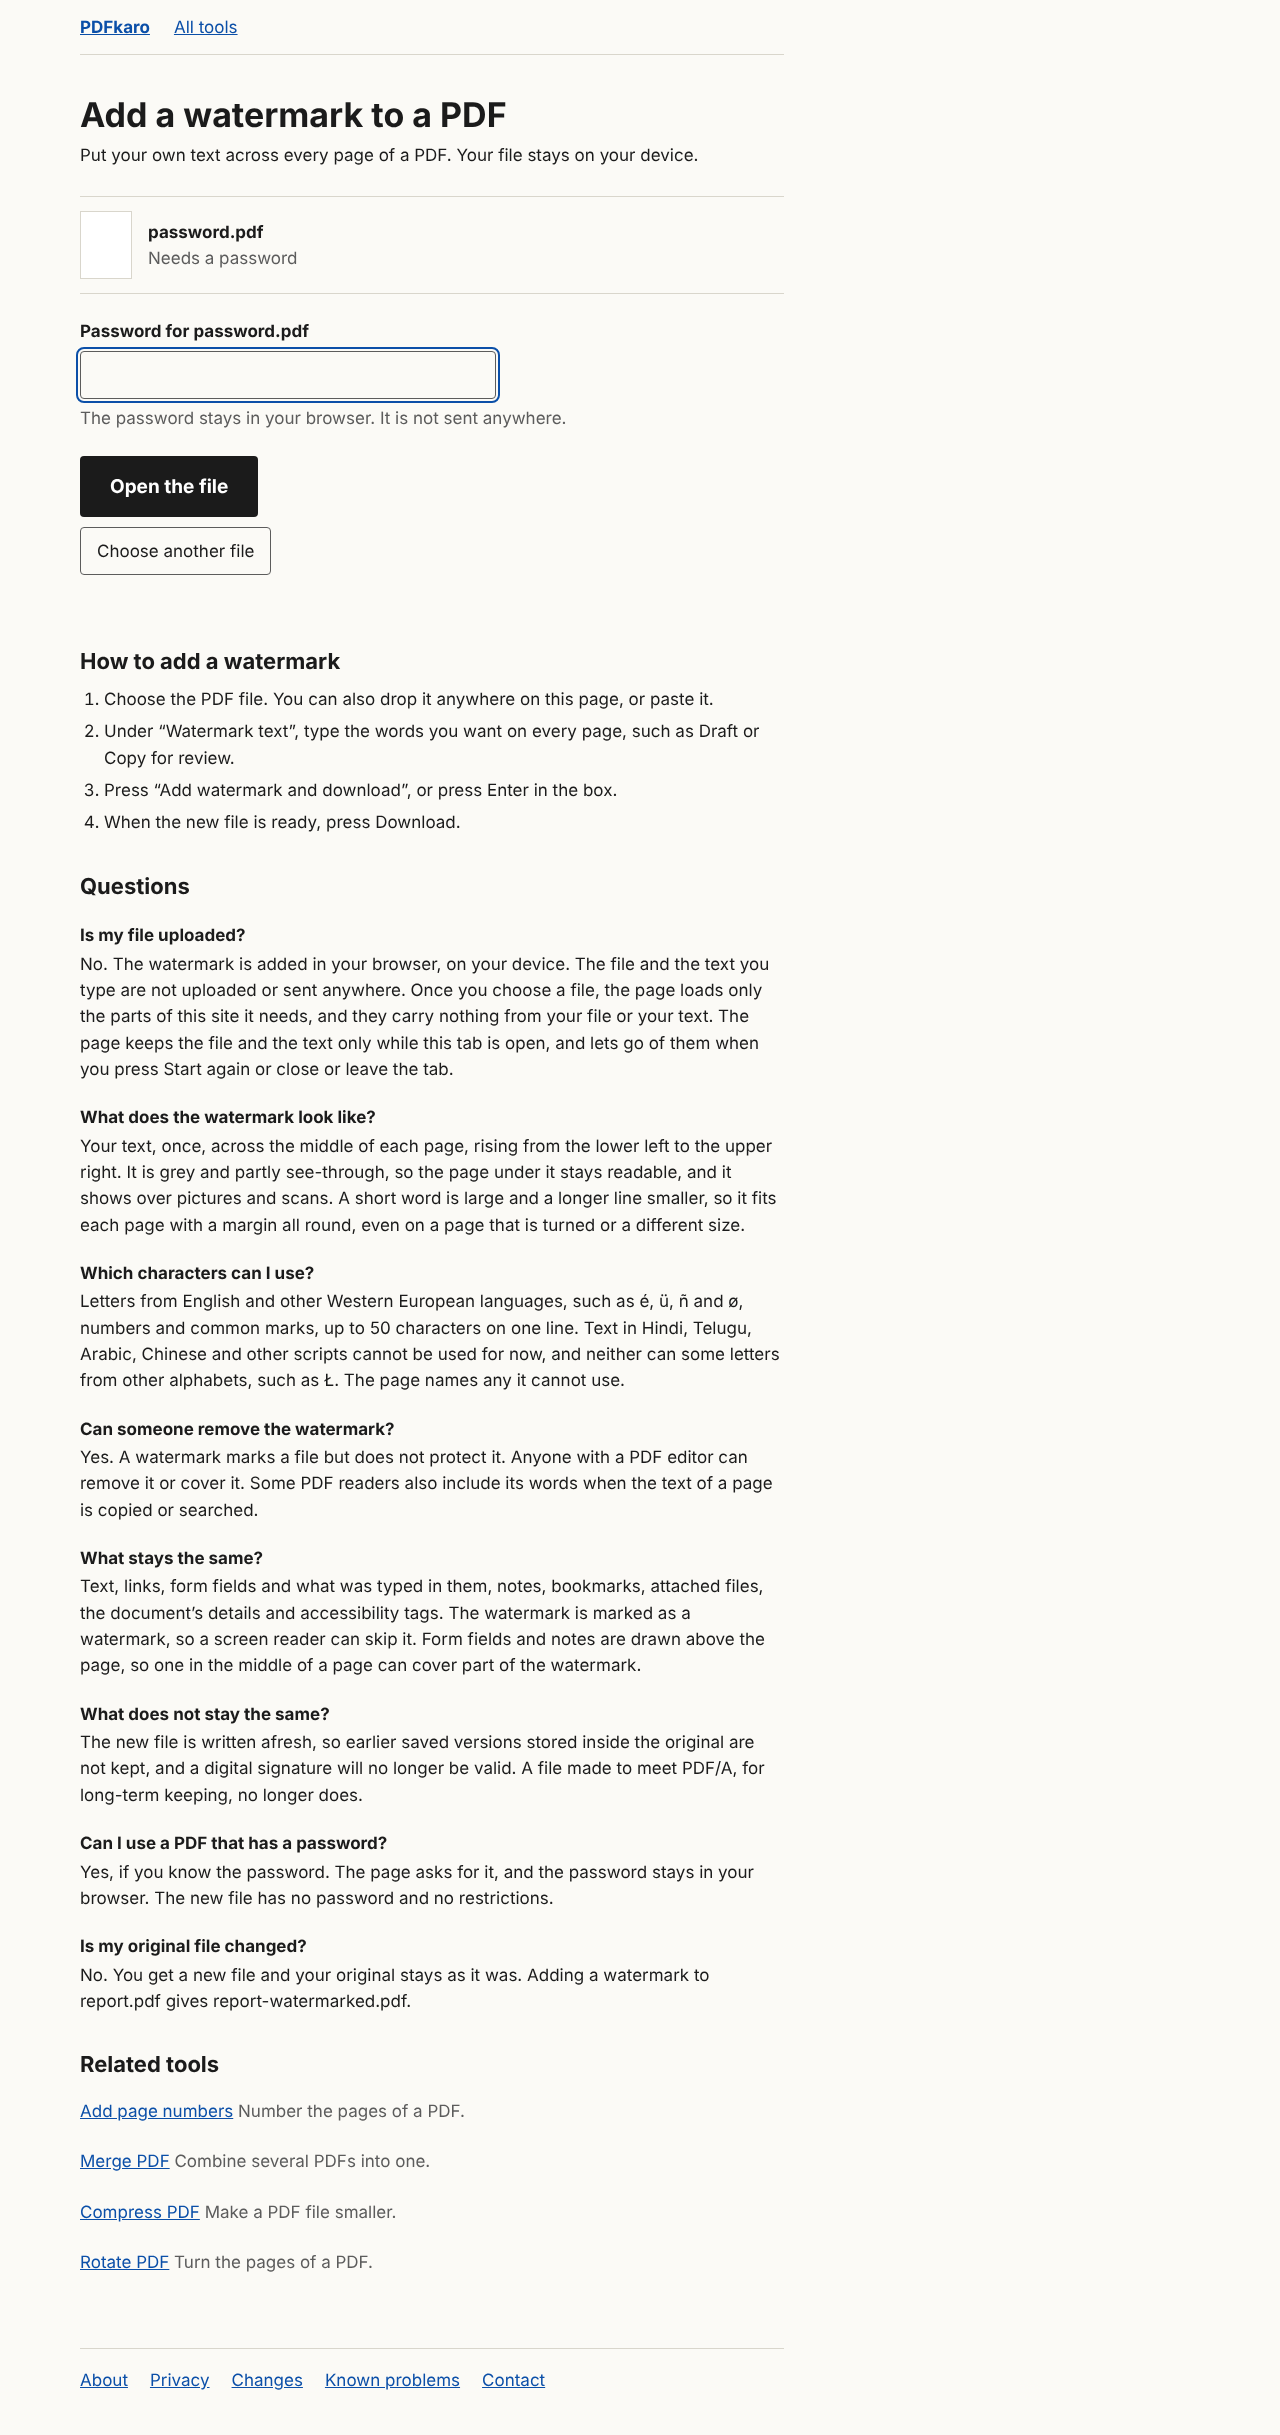 PDFkaro All tools
Add a watermark to a PDF
Put your own text across every page of a PDF. Your file stays on your device.
password.pdf
Needs a password
Password for password.pdf
The password stays in your browser. It is not sent anywhere.
Open the file
Choose another file
How to add a watermark
1. Choose the PDF file. You can also drop it anywhere on this page, or paste it.
2. Under “Watermark text”, type the words you want on every page, such as Draft or
Copy for review.
3. Press “Add watermark and download”, or press Enter in the box.
4. When the new file is ready, press Download.
Questions
Is my file uploaded?
No. The watermark is added in your browser, on your device. The file and the text you
type are not uploaded or sent anywhere. Once you choose a file, the page loads only
the parts of this site it needs, and they carry nothing from your file or your text. The
page keeps the file and the text only while this tab is open, and lets go of them when
you press Start again or close or leave the tab.
What does the watermark look like?
Your text, once, across the middle of each page, rising from the lower left to the upper
right. It is grey and partly see-through, so the page under it stays readable, and it
shows over pictures and scans. A short word is large and a longer line smaller, so it fits
each page with a margin all round, even on a page that is turned or a different size.
Which characters can I use?
Letters from English and other Western European languages, such as é, ü, ñ and ø,
numbers and common marks, up to 50 characters on one line. Text in Hindi, Telugu,
Arabic, Chinese and other scripts cannot be used for now, and neither can some letters
from other alphabets, such as Ł. The page names any it cannot use.
Can someone remove the watermark?
Yes. A watermark marks a file but does not protect it. Anyone with a PDF editor can
remove it or cover it. Some PDF readers also include its words when the text of a page
is copied or searched.
What stays the same?
Text, links, form fields and what was typed in them, notes, bookmarks, attached files,
the document’s details and accessibility tags. The watermark is marked as a
watermark, so a screen reader can skip it. Form fields and notes are drawn above the
page, so one in the middle of a page can cover part of the watermark.
What does not stay the same?
The new file is written afresh, so earlier saved versions stored inside the original are
not kept, and a digital signature will no longer be valid. A file made to meet PDF/A, for
long-term keeping, no longer does.
Can I use a PDF that has a password?
Yes, if you know the password. The page asks for it, and the password stays in your
browser. The new file has no password and no restrictions.
Is my original file changed?
No. You get a new file and your original stays as it was. Adding a watermark to
report.pdf gives report-watermarked.pdf.
Related tools
Add page numbers Number the pages of a PDF.
Merge PDF Combine several PDFs into one.
Compress PDF Make a PDF file smaller.
Rotate PDF Turn the pages of a PDF.
About Privacy Changes Known problems Contact